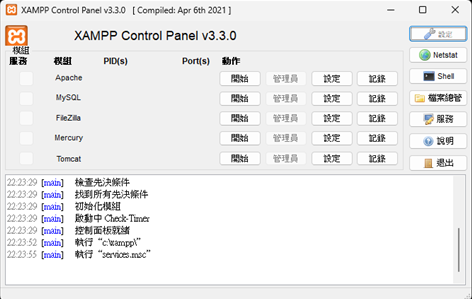 XAMPP Control Panel v3.3.0 [ Compiled: Apr 6th 2021 ]
XAMPP Control Panel v3.3.0
設定
模組
服務 模組 PID(s) Port(s) 動作
Netstat
Apache 開始 管理員 設定 記錄
Shell
MySQL 開始 管理員 設定 記錄
檔案總管
FileZilla 開始 管理員 設定 記錄
服務
Mercury 開始 管理員 設定 記錄
說明
Tomcat 開始 管理員 設定 記錄
退出
22:23:29 [main] 檢查先決條件
22:23:29 [main] 找到所有先決條件
22:23:29 [main] 初始化模組
22:23:29 [main] 啟動中 Check-Timer
22:23:29 [main] 控制面板就緒
22:23:52 [main] 執行 “c:\xampp\”
22:23:55 [main] 執行 “services.msc”